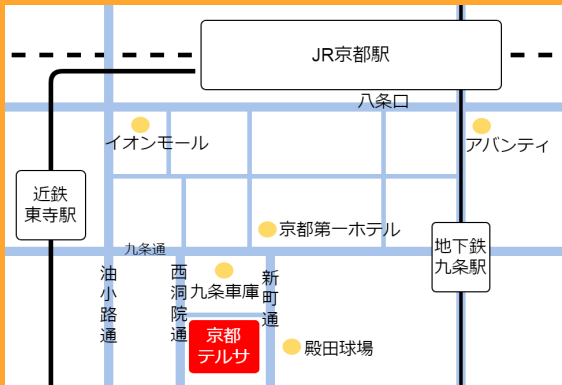 JR京都駅
八条口
イオンモール
アバンティ
近鉄
東寺駅
京都第一ホテル
地下鉄
九条駅
九条通
油小路通
西洞院通
九条車庫
新町通
京都
テルサ
殿田球場